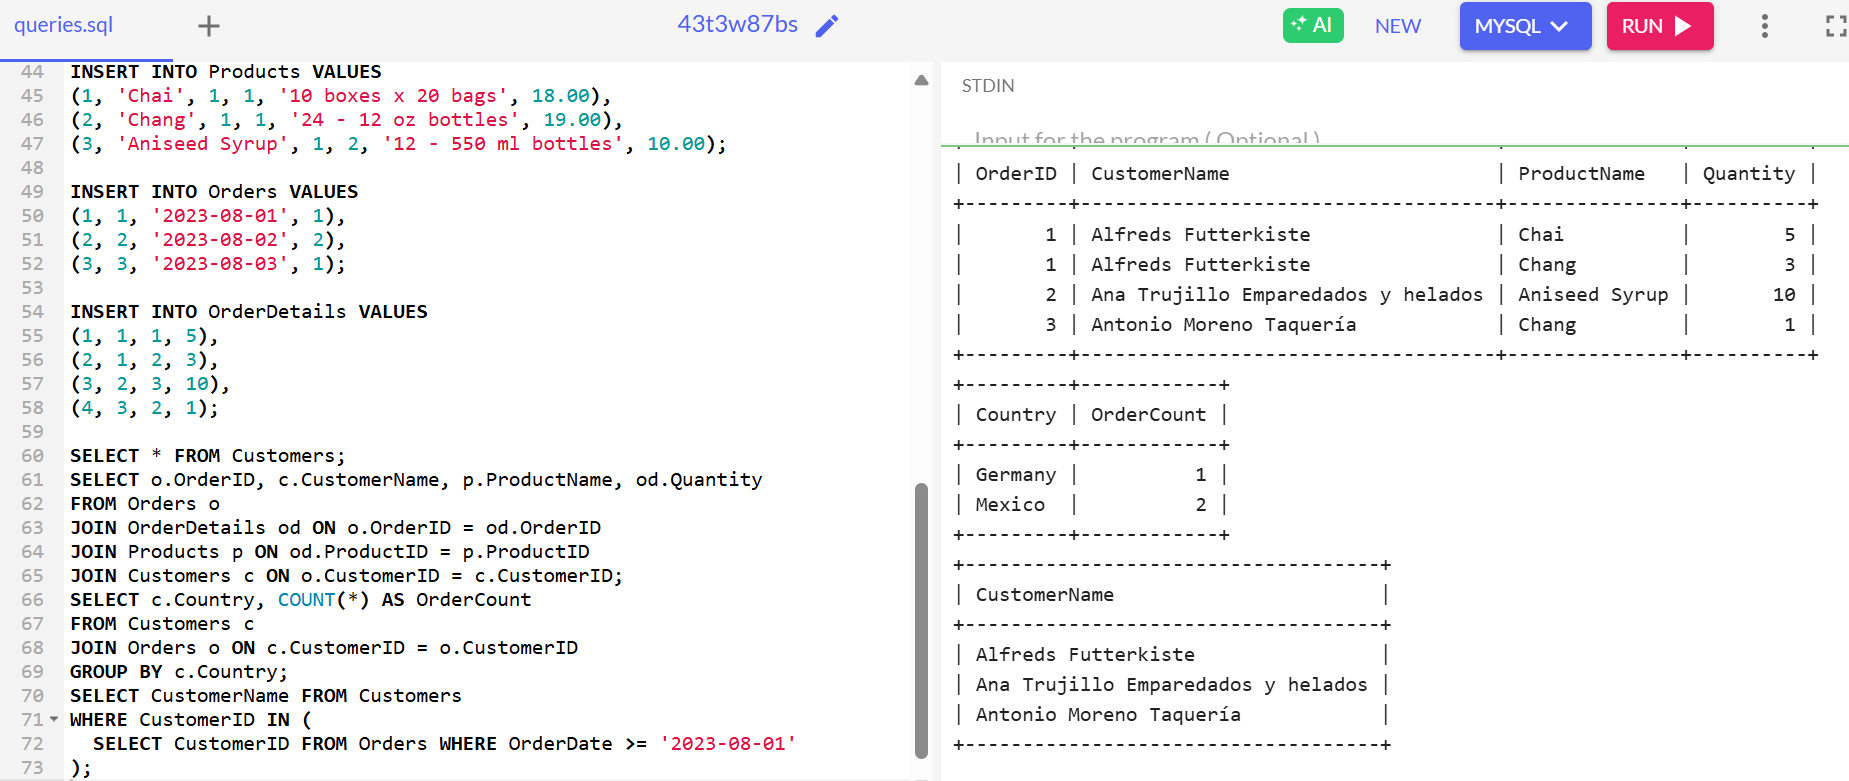 queries.sql + 43t3w87bs AI NEW MYSQL RUN
44 INSERT INTO Products VALUES
45 (1, 'Chai', 1, 1, '10 boxes x 20 bags', 18.00),
46 (2, 'Chang', 1, 1, '24 - 12 oz bottles', 19.00),
47 (3, 'Aniseed Syrup', 1, 2, '12 - 550 ml bottles', 10.00);
48
49 INSERT INTO Orders VALUES
50 (1, 1, '2023-08-01', 1),
51 (2, 2, '2023-08-02', 2),
52 (3, 3, '2023-08-03', 1);
53
54 INSERT INTO OrderDetails VALUES
55 (1, 1, 1, 5),
56 (2, 1, 2, 3),
57 (3, 2, 3, 10),
58 (4, 3, 2, 1);
59
60 SELECT * FROM Customers;
61 SELECT o.OrderID, c.CustomerName, p.ProductName, od.Quantity
62 FROM Orders o
63 JOIN OrderDetails od ON o.OrderID = od.OrderID
64 JOIN Products p ON od.ProductID = p.ProductID
65 JOIN Customers c ON o.CustomerID = c.CustomerID;
66 SELECT c.Country, COUNT(*) AS OrderCount
67 FROM Customers c
68 JOIN Orders o ON c.CustomerID = o.CustomerID
69 GROUP BY c.Country;
70 SELECT CustomerName FROM Customers
71 WHERE CustomerID IN (
72 SELECT CustomerID FROM Orders WHERE OrderDate >= '2023-08-01'
73 );
STDIN
Input for the program ( Optional )
| OrderID | CustomerName | ProductName | Quantity |
+---------+------------------------------------+---------------+----------+
| 1 | Alfreds Futterkiste | Chai | 5 |
| 1 | Alfreds Futterkiste | Chang | 3 |
| 2 | Ana Trujillo Emparedados y helados | Aniseed Syrup | 10 |
| 3 | Antonio Moreno Taquería | Chang | 1 |
+---------+------------------------------------+---------------+----------+
+---------+------------+
| Country | OrderCount |
+---------+------------+
| Germany | 1 |
| Mexico | 2 |
+---------+------------+
+------------------------------------+
| CustomerName |
+------------------------------------+
| Alfreds Futterkiste |
| Ana Trujillo Emparedados y helados |
| Antonio Moreno Taquería |
+------------------------------------+